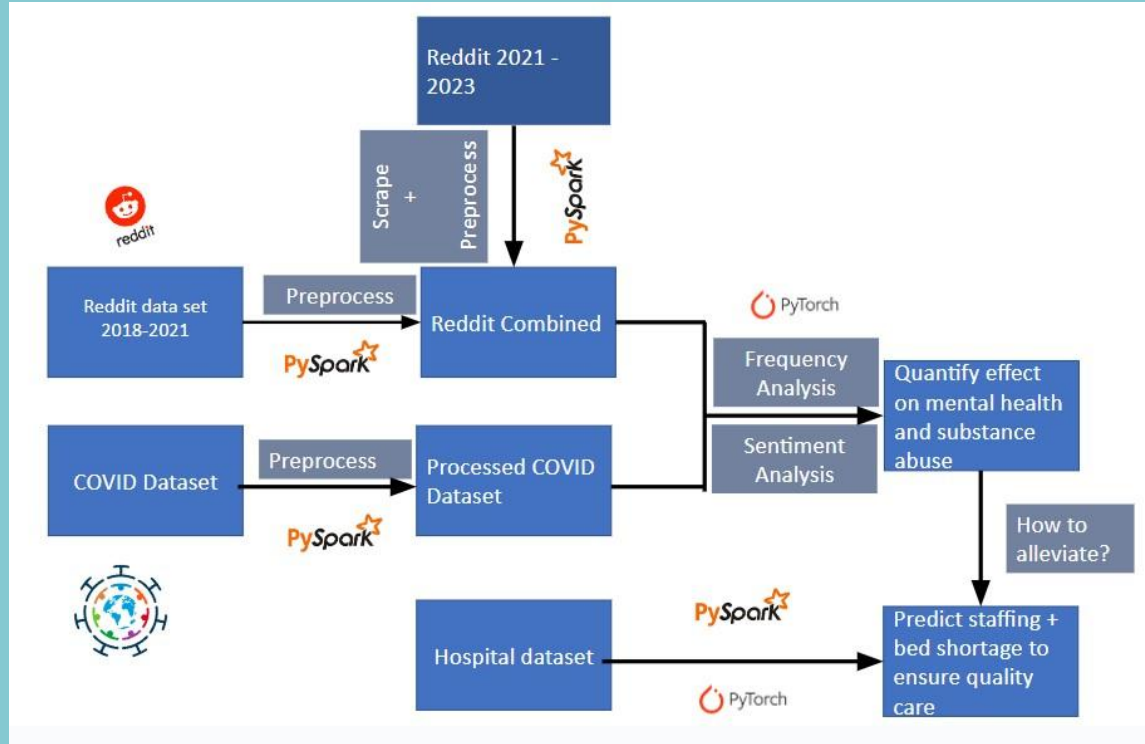 Reddit 2021 -
2023
Scrape
+
Preprocess
PySpark
reddit
Reddit data set
2018-2021
Preprocess
PySpark
Reddit Combined
PyTorch
Frequency
Analysis
Sentiment
Analysis
Quantify effect
on mental health
and substance
abuse
COVID Dataset
Preprocess
PySpark
Processed COVID
Dataset
How to
alleviate?
Hospital dataset
PySpark
PyTorch
Predict staffing +
bed shortage to
ensure quality
care